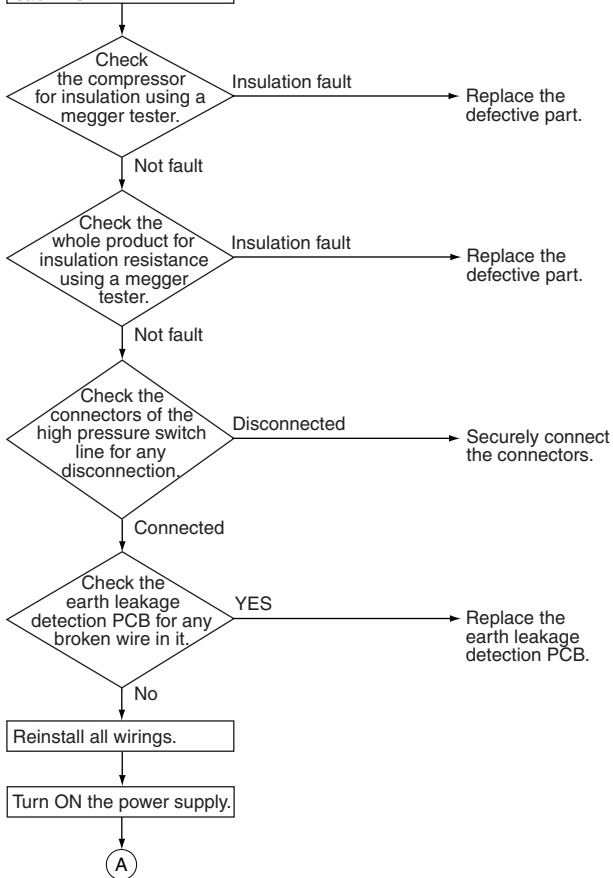 Check
the compressor
for insulation using a
megger tester.
Insulation fault
Replace the
defective part.
Not fault
Check the
whole product for
insulation resistance
using a megger
tester.
Insulation fault
Replace the
defective part.
Not fault
Check the
connectors of the
high pressure switch
line for any
disconnection.
Disconnected
Securely connect
the connectors.
Connected
Check the
earth leakage
detection PCB for any
broken wire in it.
YES
Replace the
earth leakage
detection PCB.
No
Reinstall all wirings.
Turn ON the power supply.
A